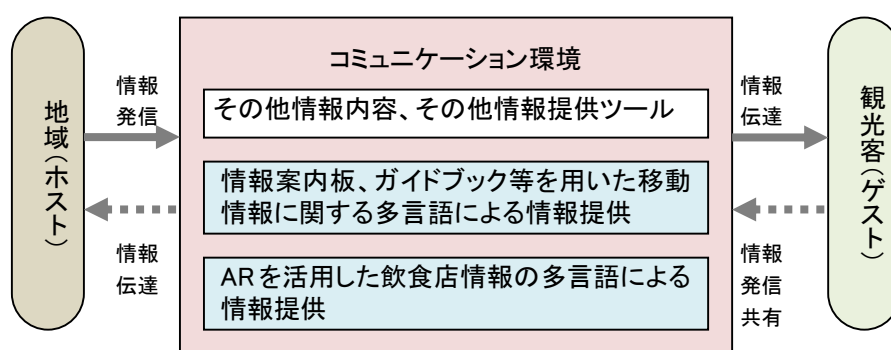 コミュニケーション環境
地域(ホスト)
情報
発信
情報
伝達
その他情報内容、その他情報提供ツール
情報案内板、ガイドブック等を用いた移動
情報に関する多言語による情報提供
ARを活用した飲食店情報の多言語による
情報提供
情報
伝達
情報
発信
共有
観光客(ゲスト)